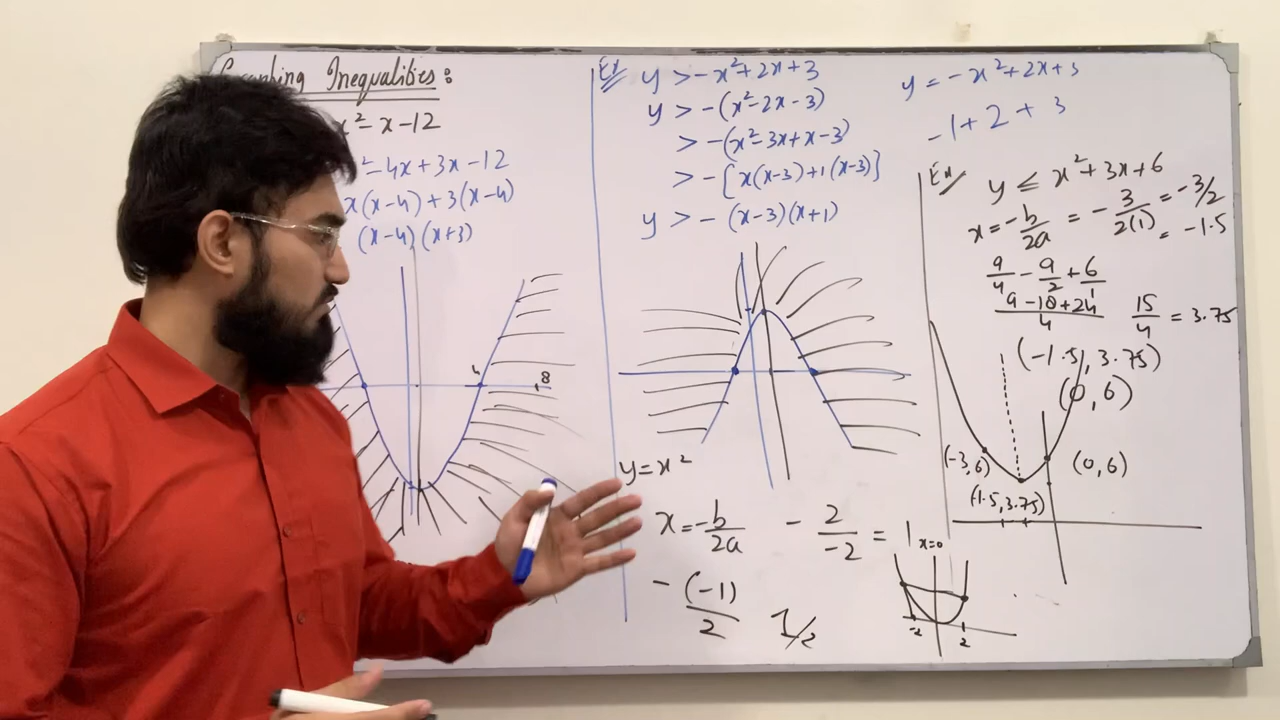 Graphing Inequalities:
x² - x - 12
² - 4x + 3x - 12
x(x-4) + 3(x-4)
(x-4)(x+3)
4
8
Ex
y > -x² + 2x + 3
y > -(x² - 2x - 3)
> -(x² - 3x + x - 3)
> -[x(x-3) + 1(x-3)]
y > -(x-3)(x+1)
y = x²
x = -b/2a
- 2/-2 = 1
- (-1)/2
1/2
y = -x² + 2x + 3
-1 + 2 + 3
Ex
y ≤ x² + 3x + 6
x = -b/2a = - 3/2(1) = -3/2
= -1.5
9/4 - 9/2 + 6/1
9 - 18 + 24/4
15/4 = 3.75
(-1.5, 3.75)
(0, 6)
(-3, 6)
(0, 6)
(-1.5, 3.75)
x=0
-2
2